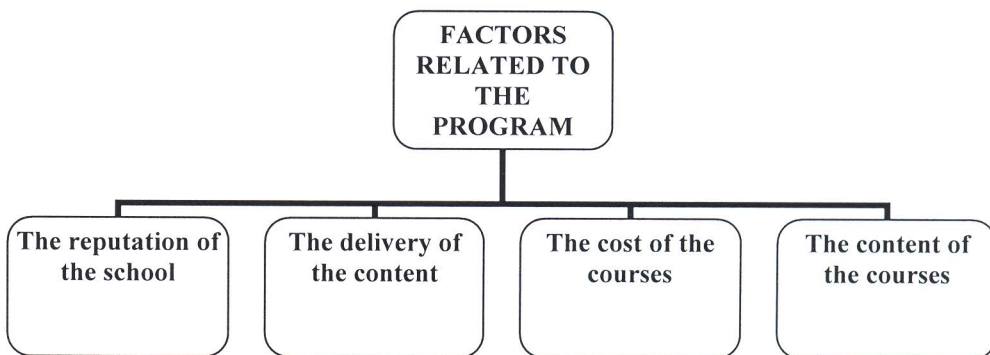 FACTORS
RELATED TO
THE
PROGRAM
The reputation of
the school
The delivery of
the content
The cost of the
courses
The content of
the courses